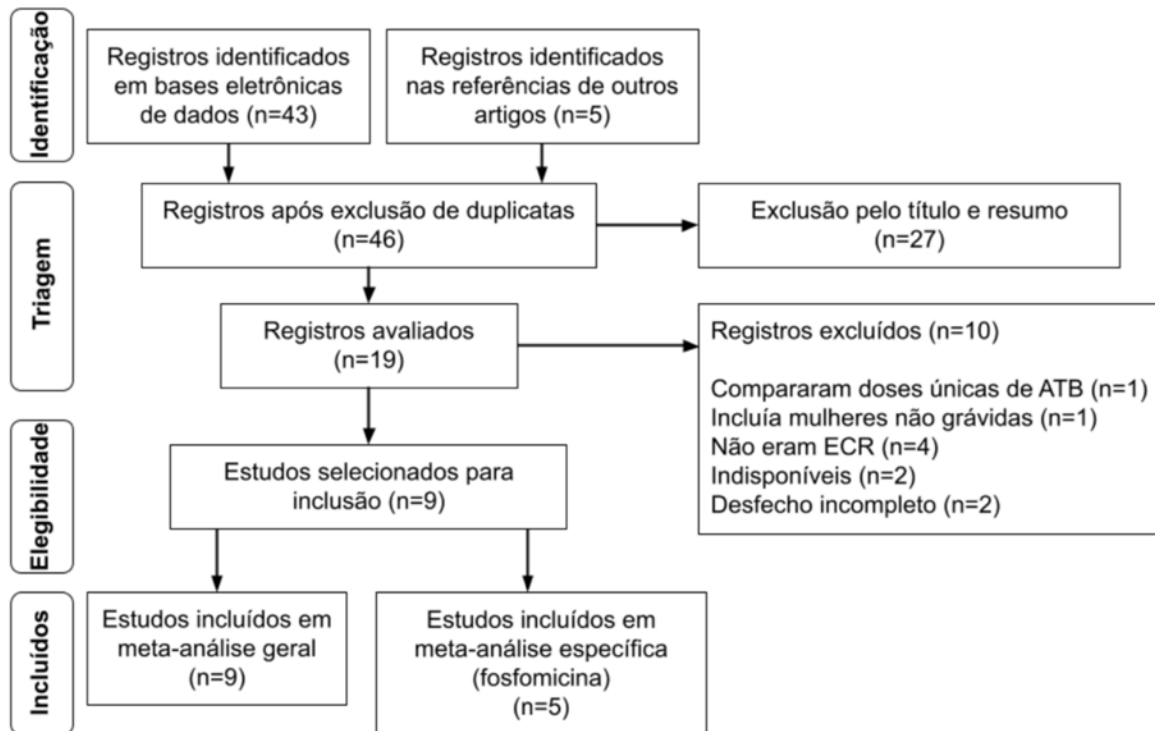 Identificação
Registros identificados
em bases eletrônicas
de dados (n=43)
Registros identificados
nas referências de outros
artigos (n=5)
Triagem
Registros após exclusão de duplicatas
(n=46)
Exclusão pelo título e resumo
(n=27)
Registros avaliados
(n=19)
Registros excluídos (n=10)
Compararam doses únicas de ATB (n=1)
Incluía mulheres não grávidas (n=1)
Não eram ECR (n=4)
Indisponíveis (n=2)
Desfecho incompleto (n=2)
Elegibilidade
Estudos selecionados para
inclusão (n=9)
Incluídos
Estudos incluídos em
meta-análise geral
(n=9)
Estudos incluídos em
meta-análise específica
(fosfomicina)
(n=5)